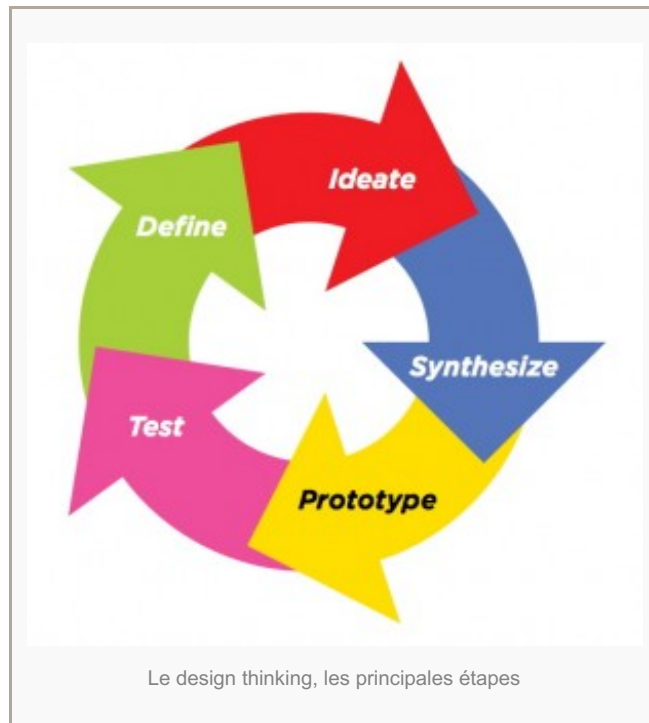 Ideate
Define
Synthesize
Test
Prototype
Le design thinking, les principales étapes